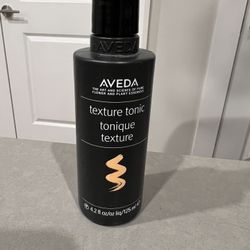 AVEDA
THE ART AND SCIENCE OF PURE
FLOWER AND PLANT ESSENCES
texture tonic
tonique
texture
4.2 fl oz/oz liq/125 ml